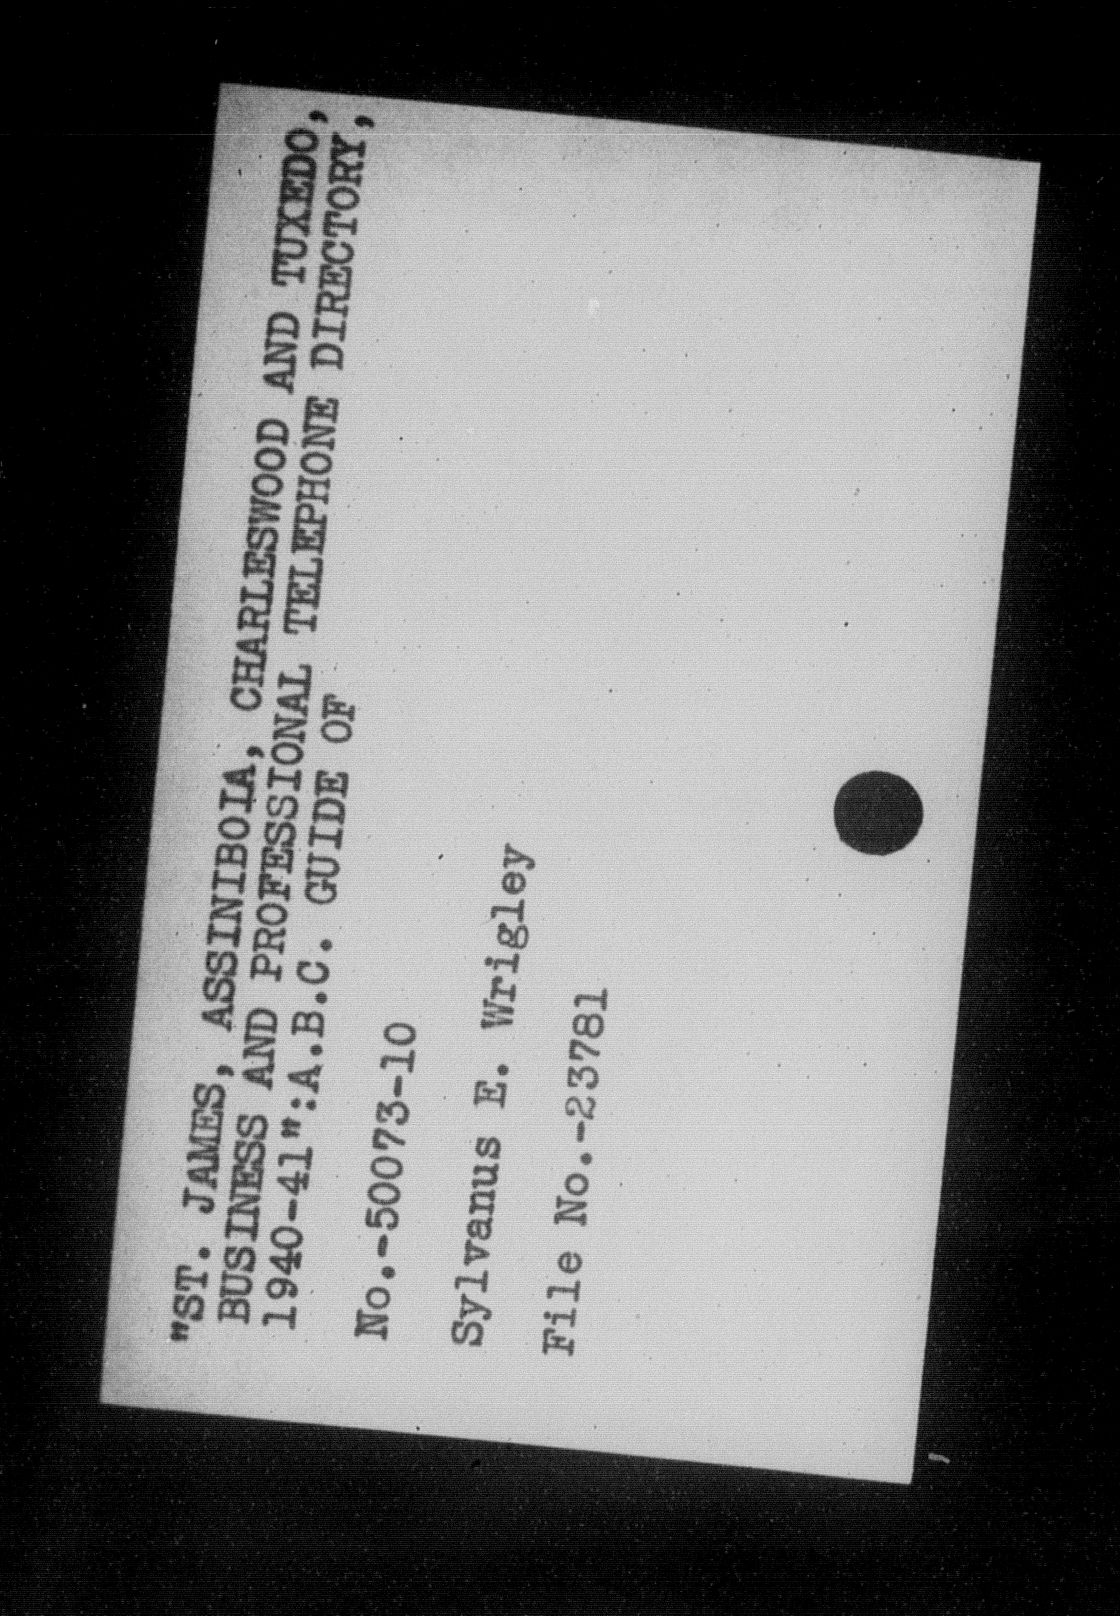 "ST. JAMES, ASSINIBOIA, CHARLESWOOD AND TUXEDO,
BUSINESS AND PROFESSIONAL TELEPHONE DIRECTORY,
1940-41":A.B.C. GUIDE OF
No.-50073-10
Sylvanus E. Wrigley
File No.-23781